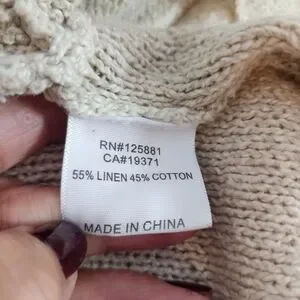 RN#125881
CA#19371
55% LINEN 45% COTTON
MADE IN CHINA